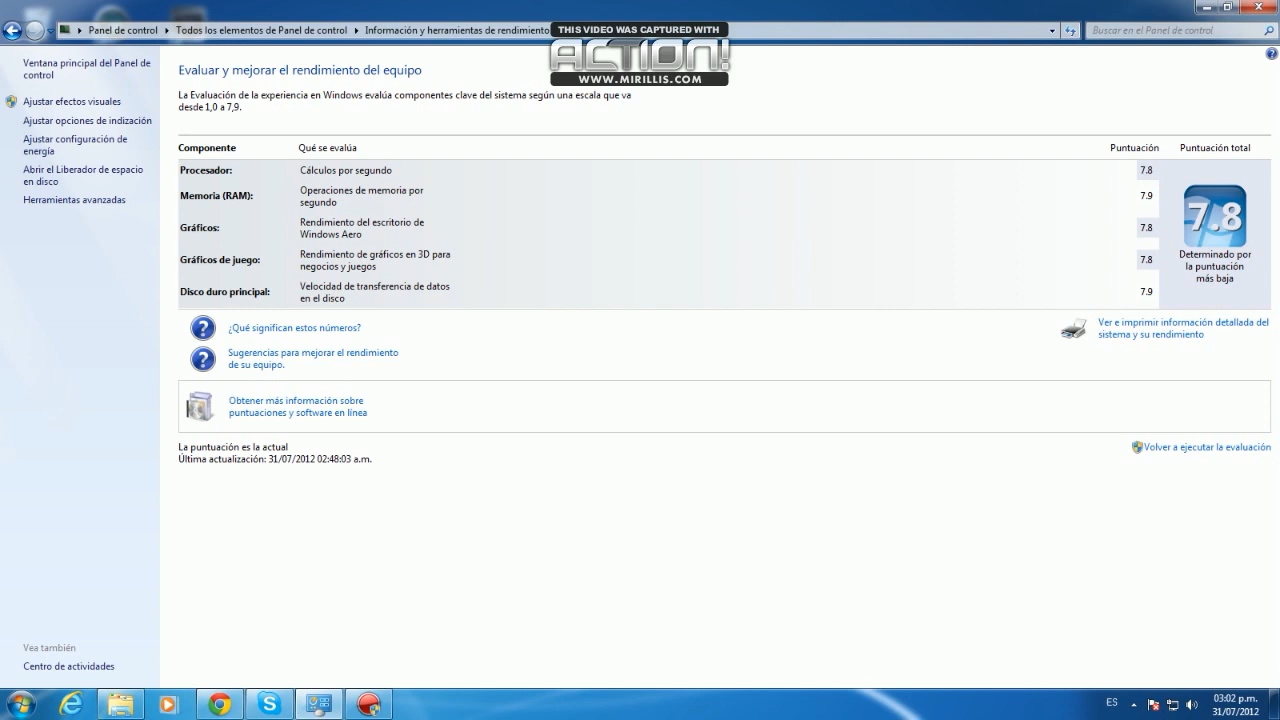 Panel de control
Todos los elementos de Panel de control
Información y herramientas de rendimiento
Buscar en el Panel de control
THIS VIDEO WAS CAPTURED WITH
ACTION!
WWW.MIRILLIS.COM
Ventana principal del Panel de
control
Ajustar efectos visuales
Ajustar opciones de indización
Ajustar configuración de
energía
Abrir el Liberador de espacio
en disco
Herramientas avanzadas
Vea también
Centro de actividades
Evaluar y mejorar el rendimiento del equipo
La Evaluación de la experiencia en Windows evalúa componentes clave del sistema según una escala que va
desde 1,0 a 7,9.
Componente Qué se evalúa Puntuación Puntuación total
Procesador: Cálculos por segundo 7.8
Memoria (RAM): Operaciones de memoria por
segundo 7.9
Gráficos: Rendimiento del escritorio de
Windows Aero 7.8
Gráficos de juego: Rendimiento de gráficos en 3D para
negocios y juegos 7.8
Disco duro principal: Velocidad de transferencia de datos
en el disco 7.9
7.8
Determinado por
la puntuación
más baja
¿Qué significan estos números?
Sugerencias para mejorar el rendimiento
de su equipo.
Ver e imprimir información detallada del
sistema y su rendimiento
Obtener más información sobre
puntuaciones y software en línea
La puntuación es la actual
Última actualización: 31/07/2012 02:48:03 a.m.
Volver a ejecutar la evaluación
ES
03:02 p.m.
31/07/2012